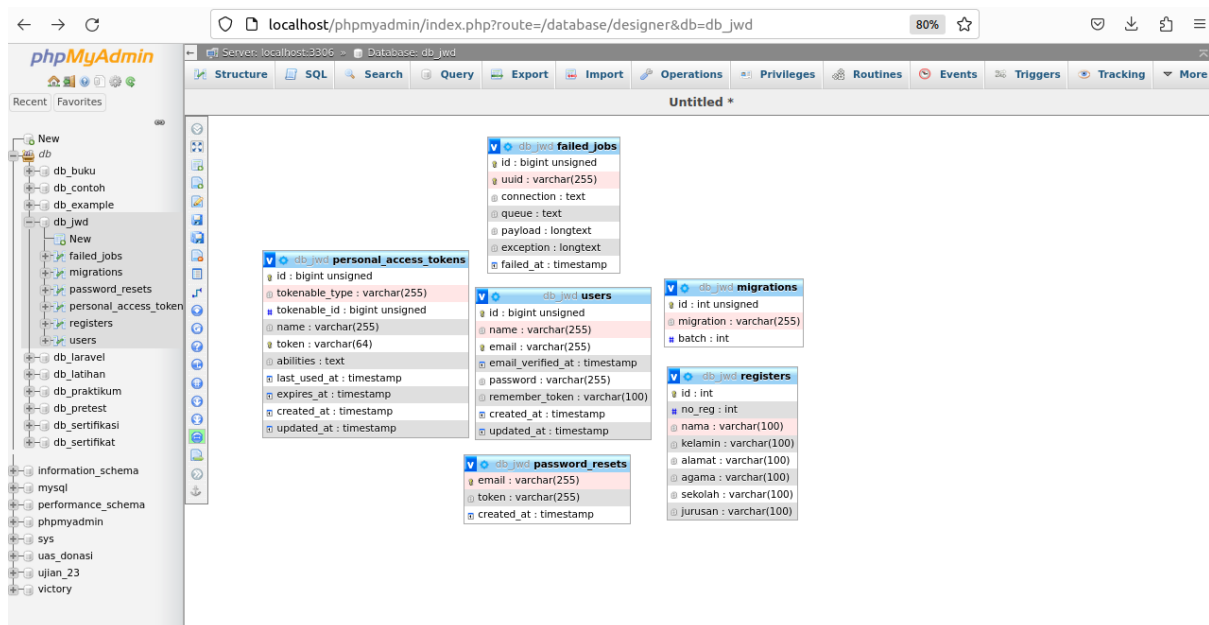 localhost/phpmyadmin/index.php?route=/database/designer&db=db_jwd
80%
phpMyAdmin
Recent Favorites
New
db
db_buku
db_contoh
db_example
db_jwd
New
failed_jobs
migrations
password_resets
personal_access_token
registers
users
db_laravel
db_latihan
db_praktikum
db_pretest
db_sertifikasi
db_sertifikat
information_schema
mysql
performance_schema
phpmyadmin
sys
uas_donasi
ujian_23
victory
Server: localhost:3306 » Database: db_jwd
Structure SQL Search Query Export Import Operations Privileges Routines Events Triggers Tracking More
Untitled *
db_jwd failed_jobs
id : bigint unsigned
uuid : varchar(255)
connection : text
queue : text
payload : longtext
exception : longtext
failed_at : timestamp
db_jwd personal_access_tokens
id : bigint unsigned
tokenable_type : varchar(255)
tokenable_id : bigint unsigned
name : varchar(255)
token : varchar(64)
abilities : text
last_used_at : timestamp
expires_at : timestamp
created_at : timestamp
updated_at : timestamp
db_jwd users
id : bigint unsigned
name : varchar(255)
email : varchar(255)
email_verified_at : timestamp
password : varchar(255)
remember_token : varchar(100)
created_at : timestamp
updated_at : timestamp
db_jwd migrations
id : int unsigned
migration : varchar(255)
batch : int
db_jwd registers
id : int
no_reg : int
nama : varchar(100)
kelamin : varchar(100)
alamat : varchar(100)
agama : varchar(100)
sekolah : varchar(100)
jurusan : varchar(100)
db_jwd password_resets
email : varchar(255)
token : varchar(255)
created_at : timestamp